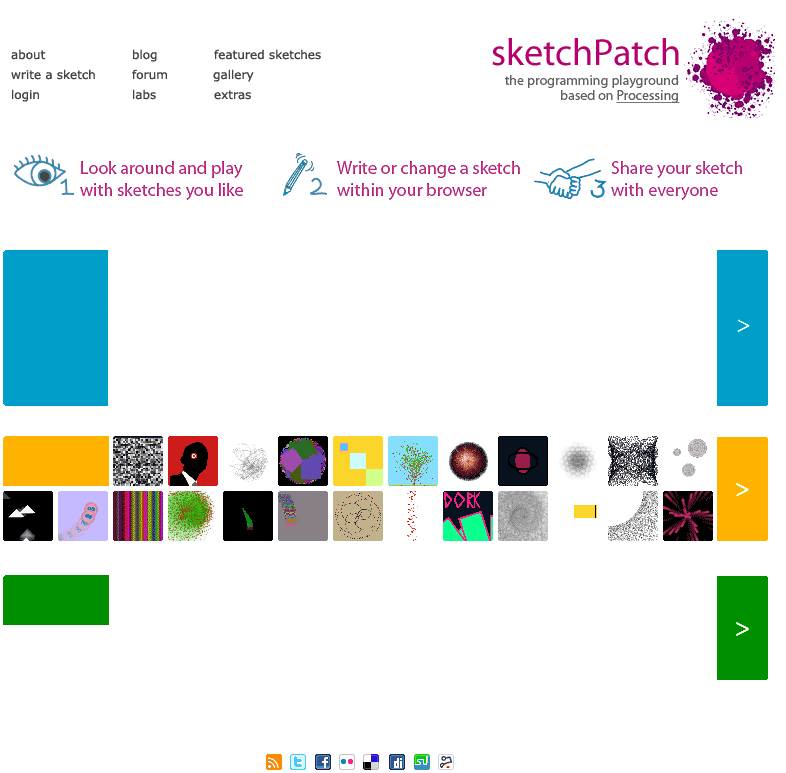 about
blog
featured sketches
write a sketch
forum
gallery
login
labs
extras
sketchPatch
the programming playground
based on Processing
1
Look around and play
with sketches you like
2
Write or change a sketch
within your browser
3
Share your sketch
with everyone
>
DORK
>
>